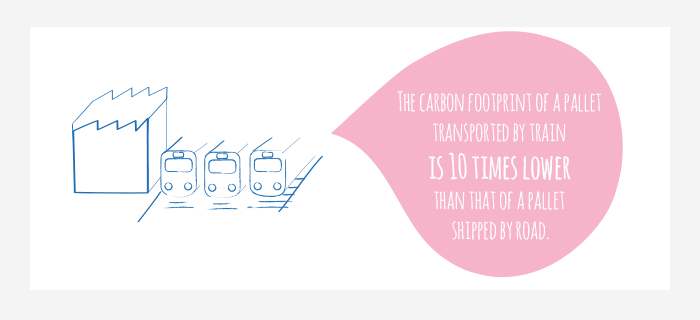 The carbon footprint of a pallet
transported by train
is 10 times lower
than that of a pallet
shipped by road.